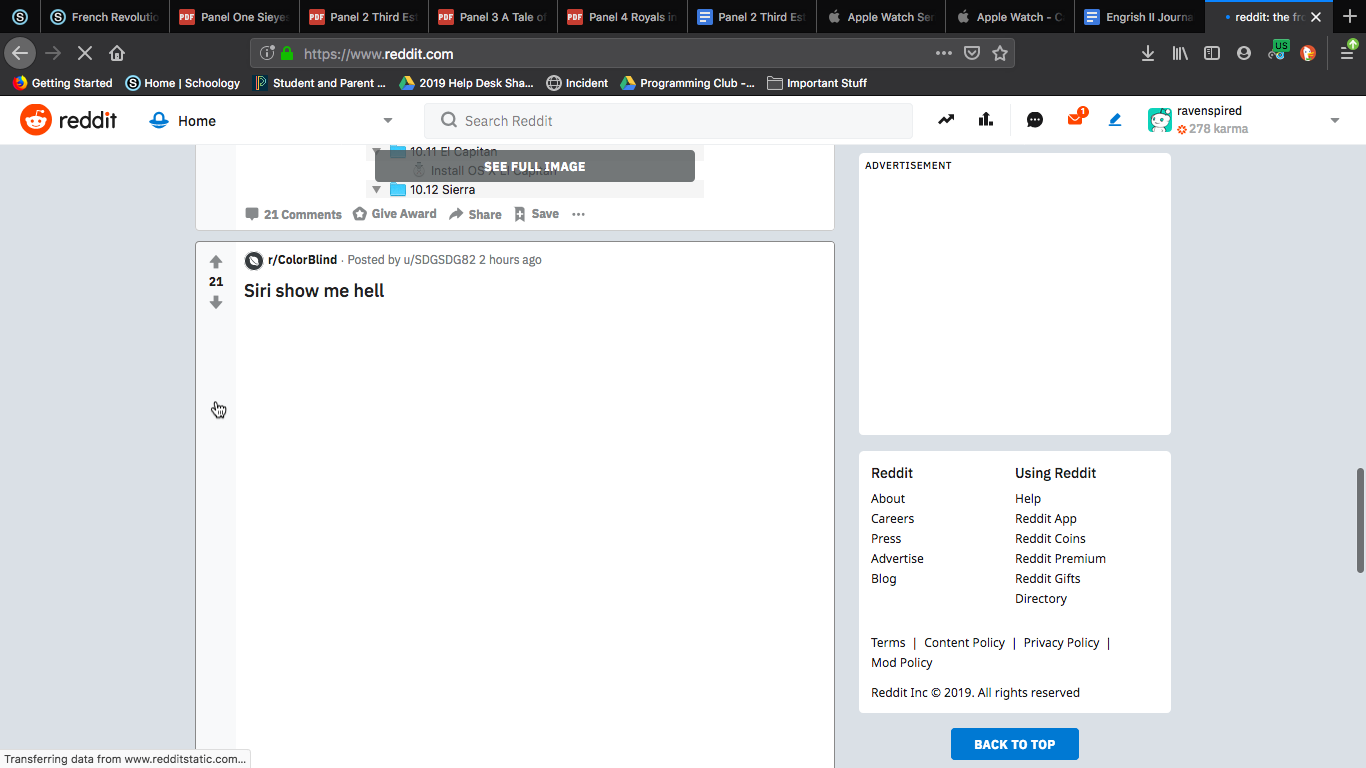 French Revolutio
Panel One Sieyes
Panel 2 Third Est
Panel 3 A Tale of
Panel 4 Royals in
Panel 2 Third Est
Apple Watch Ser
Apple Watch - C
Engrish II Journa
reddit: the fro
https://www.reddit.com
US
Getting Started
Home | Schoology
Student and Parent ...
2019 Help Desk Sha...
Incident
Programming Club -...
Important Stuff
reddit
Home
Search Reddit
1
ravenspired
278 karma
10.11 El Capitan
SEE FULL IMAGE
Install OS X El Capitan
10.12 Sierra
21 Comments
Give Award
Share
Save
r/ColorBlind · Posted by u/SDGSDG82 2 hours ago
21
Siri show me hell
ADVERTISEMENT
Reddit
About
Careers
Press
Advertise
Blog
Using Reddit
Help
Reddit App
Reddit Coins
Reddit Premium
Reddit Gifts
Directory
Terms | Content Policy | Privacy Policy |
Mod Policy
Reddit Inc © 2019. All rights reserved
BACK TO TOP
Transferring data from www.redditstatic.com...